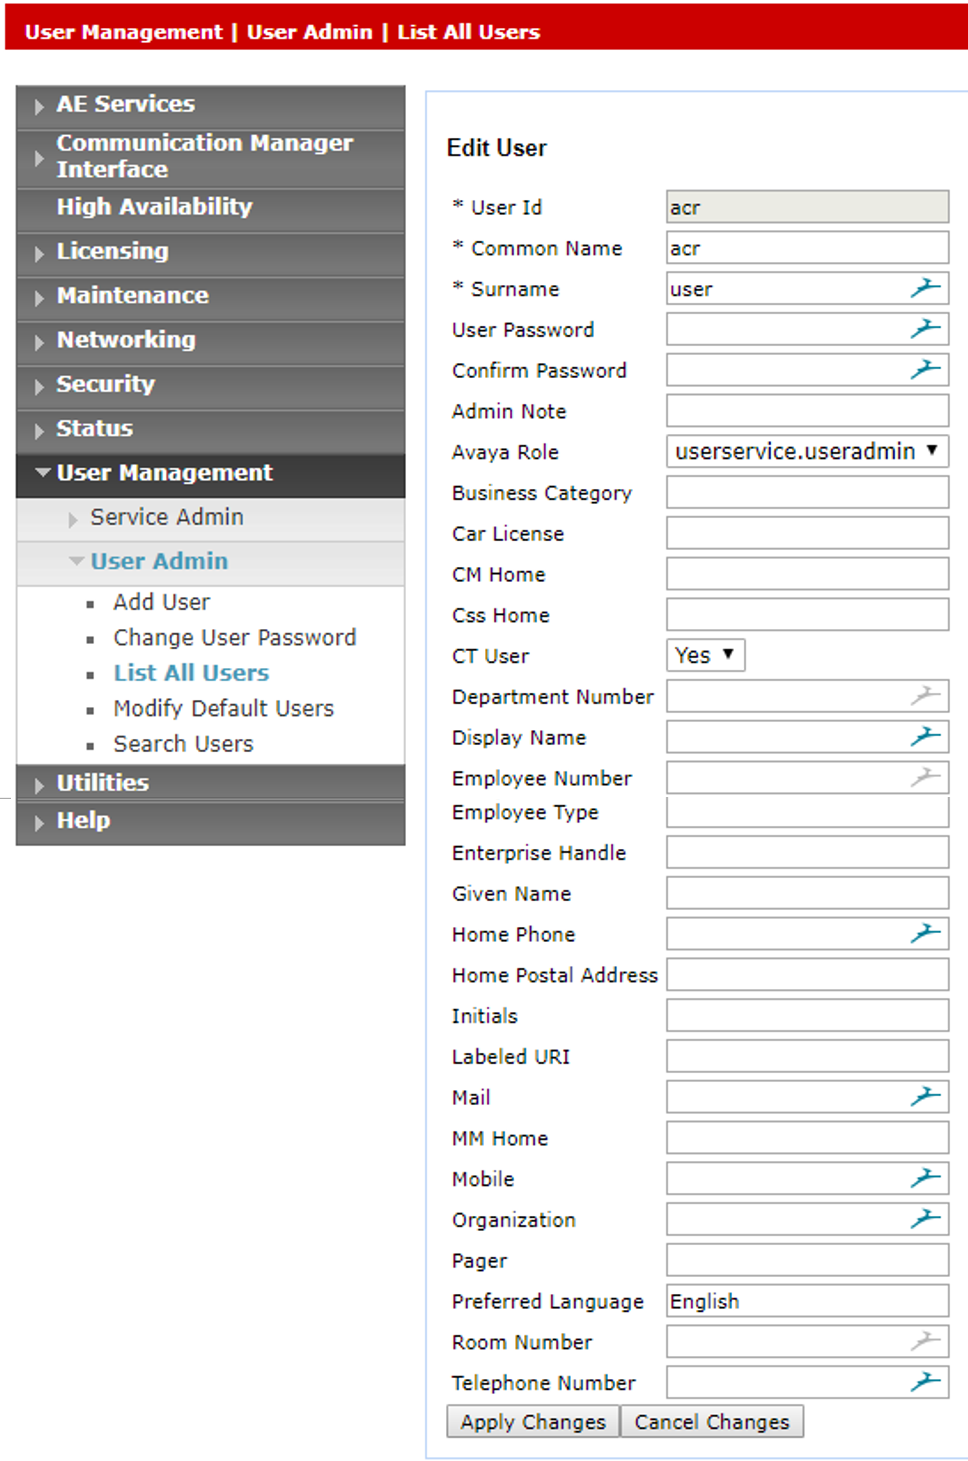 User Management | User Admin | List All Users
AE Services
Communication Manager
Interface
High Availability
Licensing
Maintenance
Networking
Security
Status
User Management
Service Admin
User Admin
Add User
Change User Password
List All Users
Modify Default Users
Search Users
Utilities
Help
Edit User
* User Id acr
* Common Name acr
* Surname user
User Password
Confirm Password
Admin Note
Avaya Role userservice.useradmin
Business Category
Car License
CM Home
Css Home
CT User Yes
Department Number
Display Name
Employee Number
Employee Type
Enterprise Handle
Given Name
Home Phone
Home Postal Address
Initials
Labeled URI
Mail
MM Home
Mobile
Organization
Pager
Preferred Language English
Room Number
Telephone Number
Apply Changes Cancel Changes